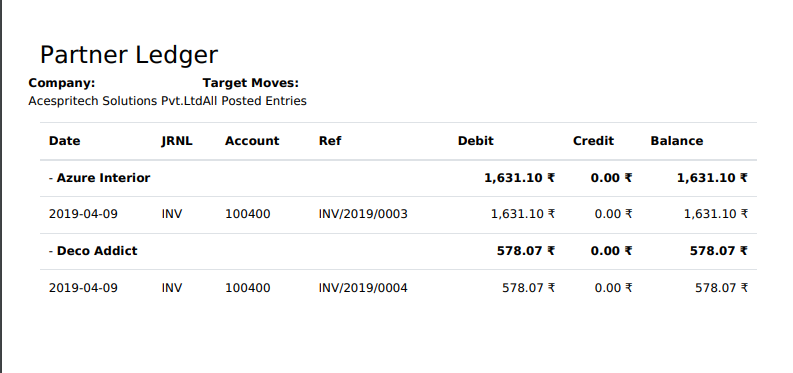 Partner Ledger
Company: Target Moves:
Acespritech Solutions Pvt.LtdAll Posted Entries
Date JRNL Account Ref Debit Credit Balance
- Azure Interior 1,631.10 ₹ 0.00 ₹ 1,631.10 ₹
2019-04-09 INV 100400 INV/2019/0003 1,631.10 ₹ 0.00 ₹ 1,631.10 ₹
- Deco Addict 578.07 ₹ 0.00 ₹ 578.07 ₹
2019-04-09 INV 100400 INV/2019/0004 578.07 ₹ 0.00 ₹ 578.07 ₹